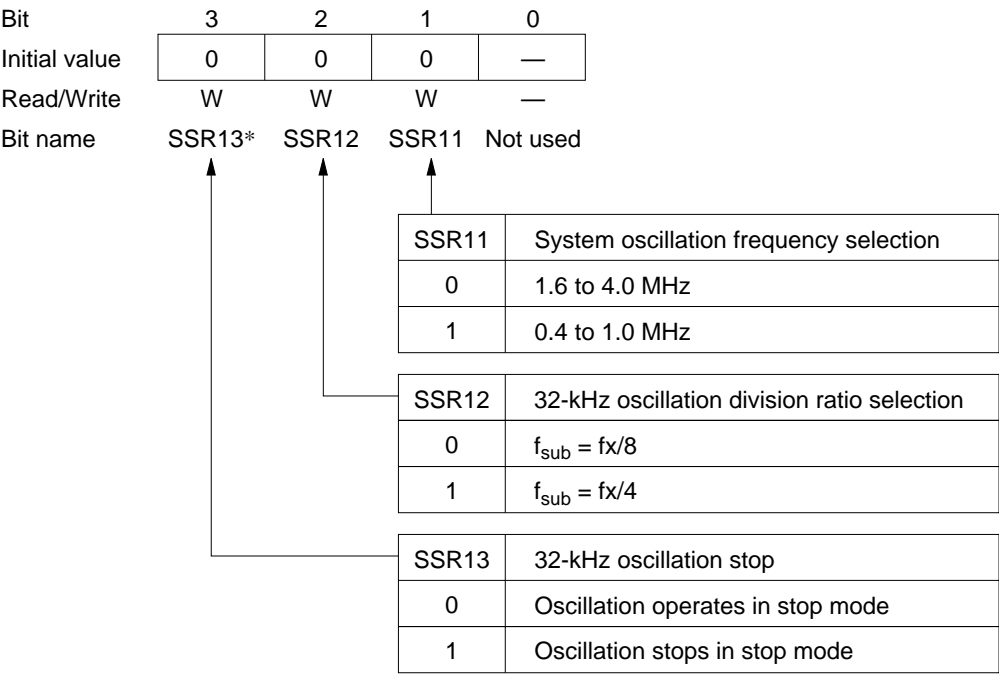 Bit 3 2 1 0
Initial value 0 0 0 —
Read/Write W W W —
Bit name SSR13* SSR12 SSR11 Not used
SSR11 System oscillation frequency selection
0 1.6 to 4.0 MHz
1 0.4 to 1.0 MHz
SSR12 32-kHz oscillation division ratio selection
0 fsub = fx/8
1 fsub = fx/4
SSR13 32-kHz oscillation stop
0 Oscillation operates in stop mode
1 Oscillation stops in stop mode